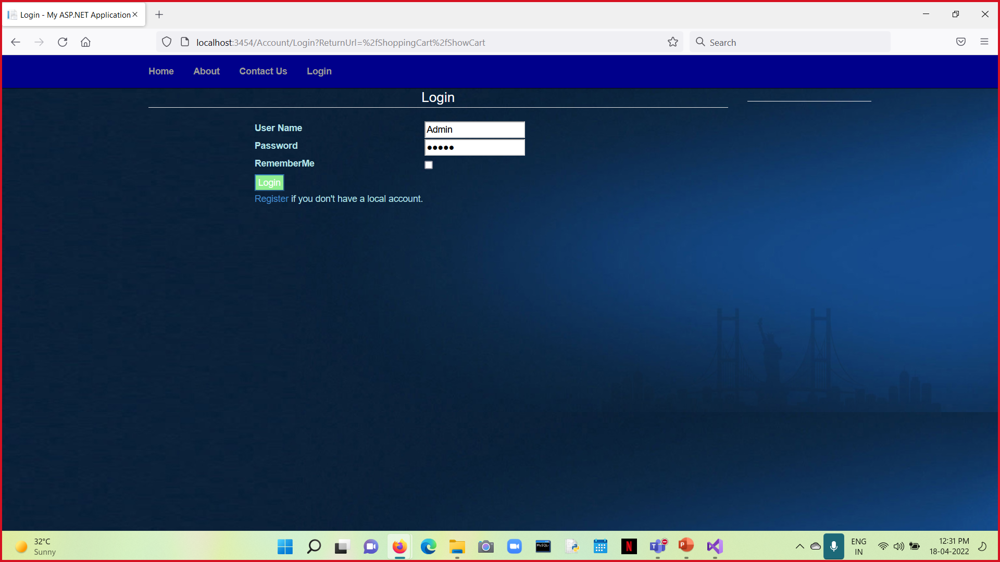 Login - My ASP.NET Application
localhost:3454/Account/Login?ReturnUrl=%2fShoppingCart%2fShowCart
Search
Home About Contact Us Login
Login
User Name Admin
Password
RememberMe
Login
Register if you don't have a local account.
32°C
Sunny
MySQL
N
T
P
ENG
IN
12:31 PM
18-04-2022